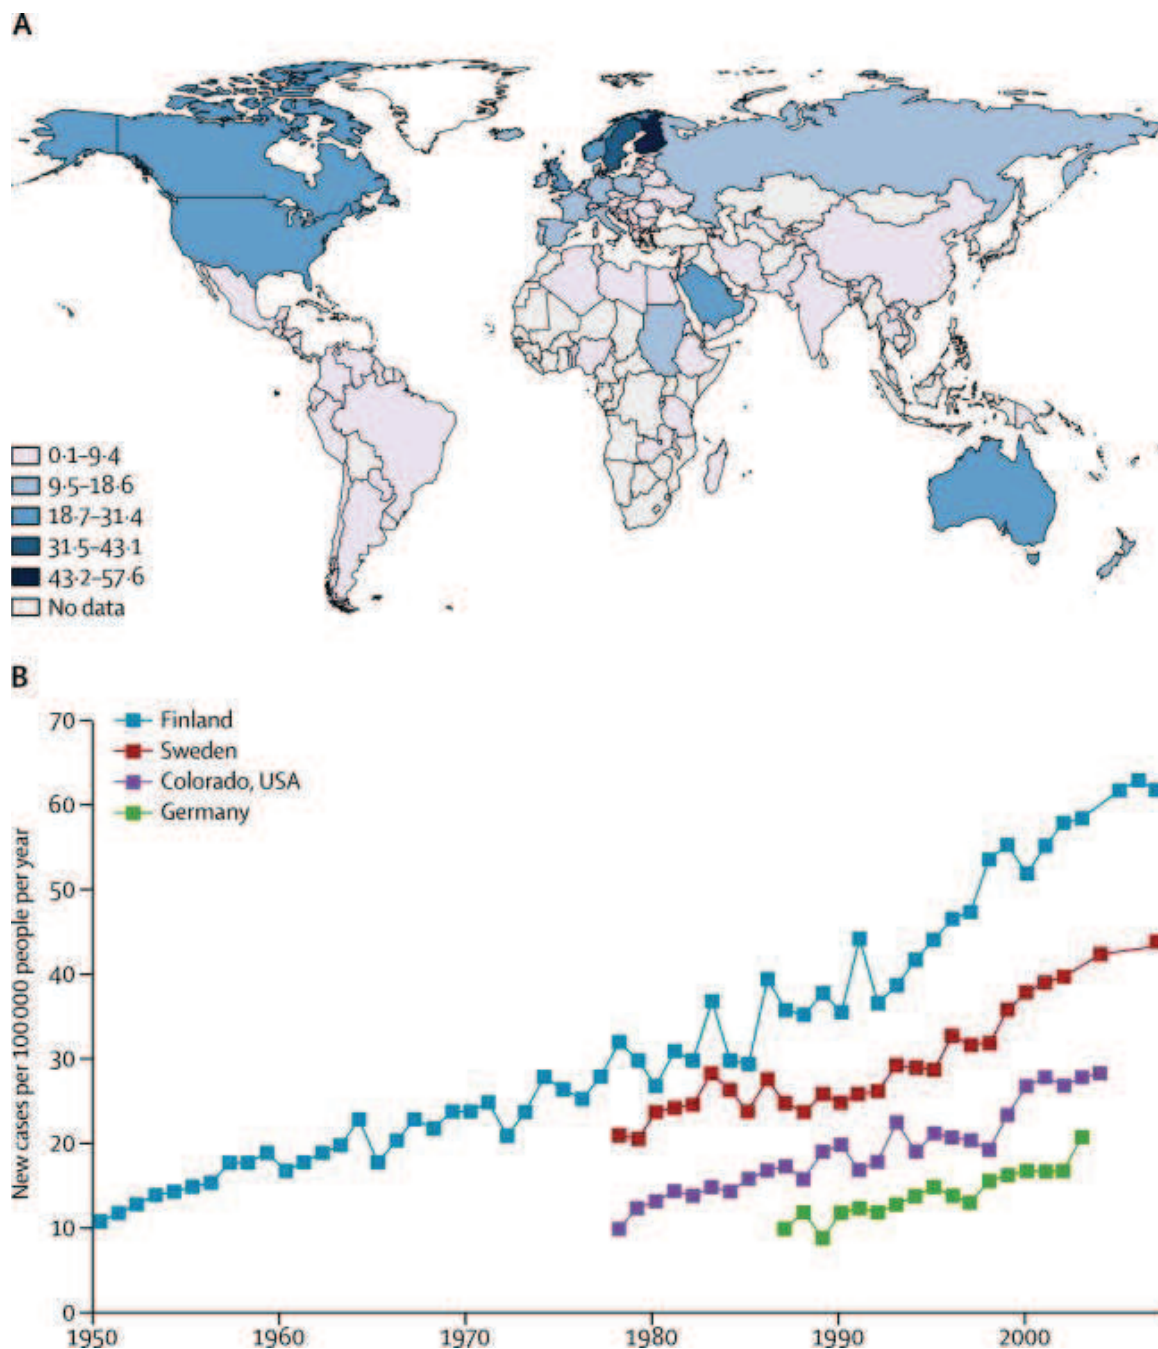 A
0·1–9·4
9·5–18·6
18·7–31·4
31·5–43·1
43·2–57·6
No data
B
New cases per 100 000 people per year
70
60
50
40
30
20
10
0
Finland
Sweden
Colorado, USA
Germany
1950
1960
1970
1980
1990
2000